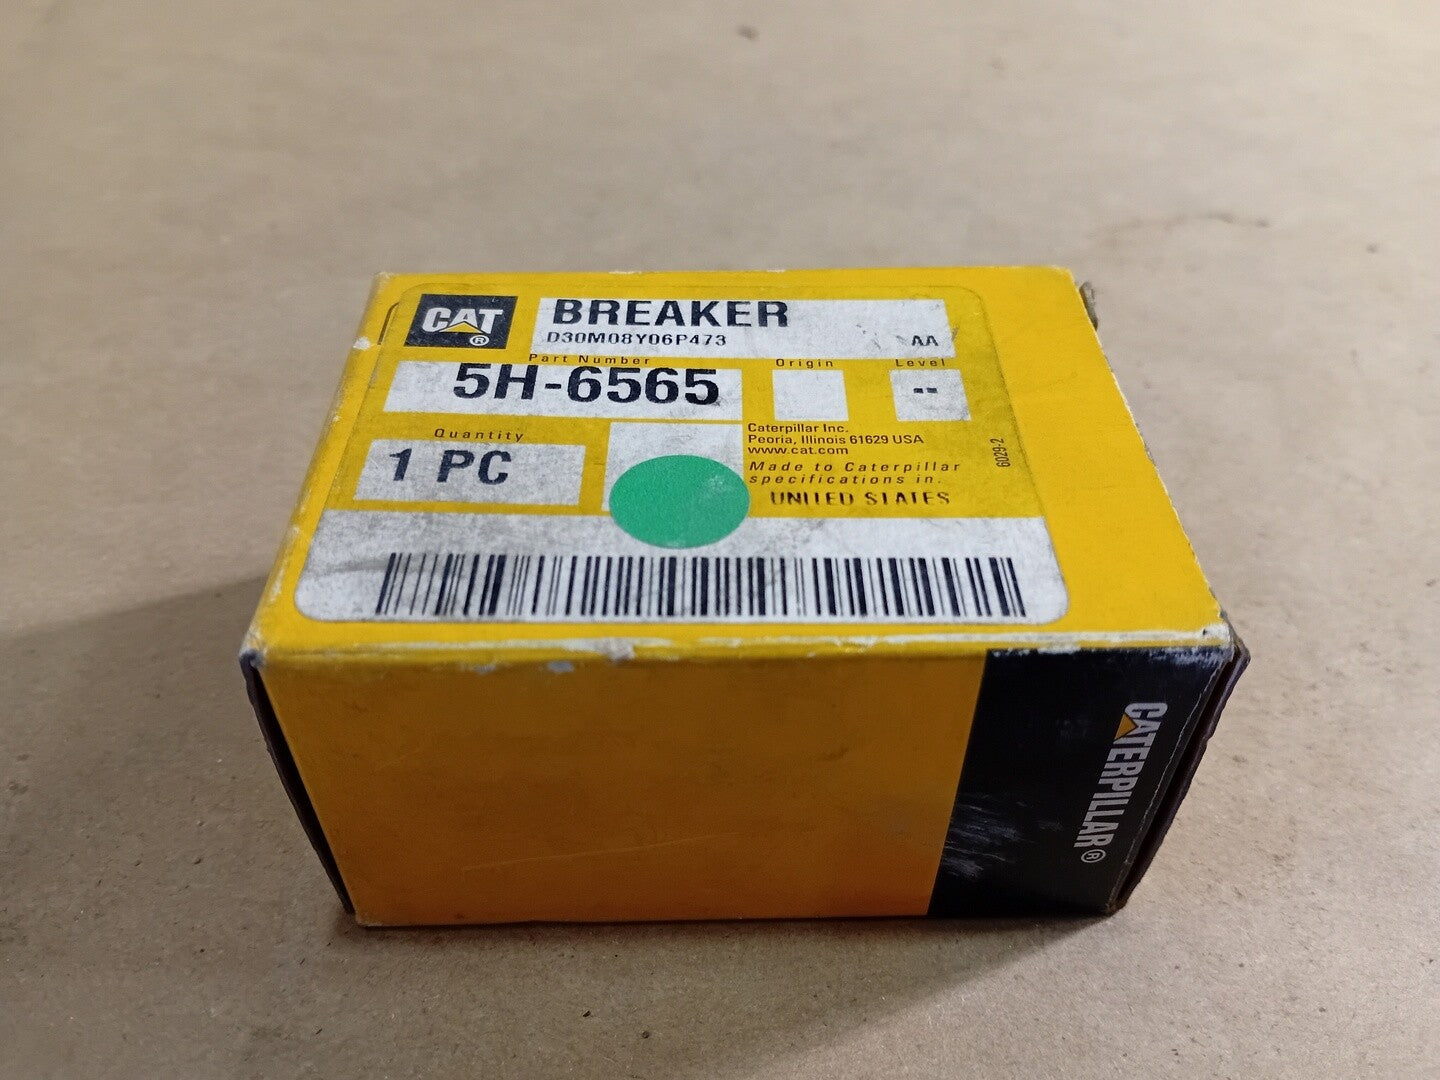 CAT®
BREAKER
D30M08Y06P473 AA
Part Number Origin Level
5H-6565 --
Quantity
1 PC
Caterpillar Inc.
Peoria, Illinois 61629 USA
www.cat.com
Made to Caterpillar
specifications in.
UNITED STATES
6029-2
CATERPILLAR®